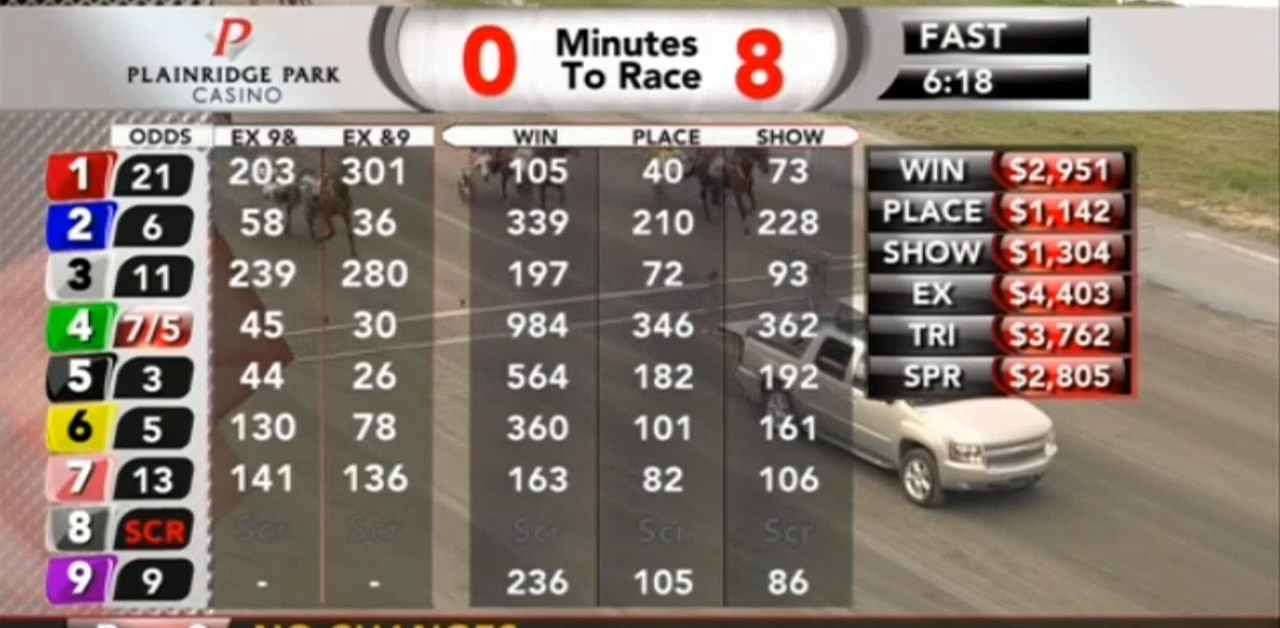 P
PLAINRIDGE PARK
CASINO
0 Minutes To Race 8
FAST
6:18
ODDS EX 9& EX &9 WIN PLACE SHOW
1 21 203 301 105 40 73
2 6 58 36 339 210 228
3 11 239 280 197 72 93
4 7/5 45 30 984 346 362
5 3 44 26 564 182 192
6 5 130 78 360 101 161
7 13 141 136 163 82 106
8 SCR Scr Scr Scr Scr Scr
9 9 - - 236 105 86
WIN $2,951
PLACE $1,142
SHOW $1,304
EX $4,403
TRI $3,762
SPR $2,805
NO CHANGES